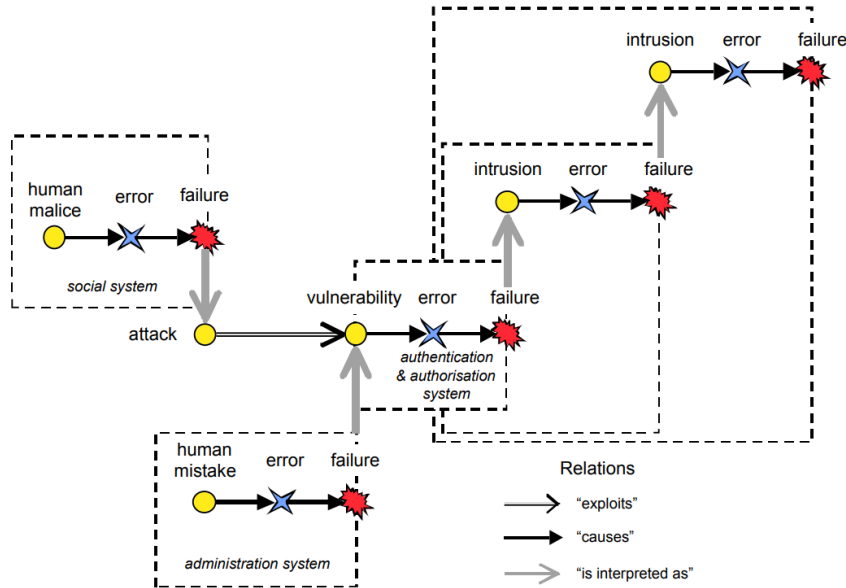 intrusion error failure
intrusion error failure
human
malice
error failure
social system
attack
vulnerability error failure
authentication
& authorisation
system
human
mistake
error failure
administration system
Relations
“exploits”
“causes”
“is interpreted as”